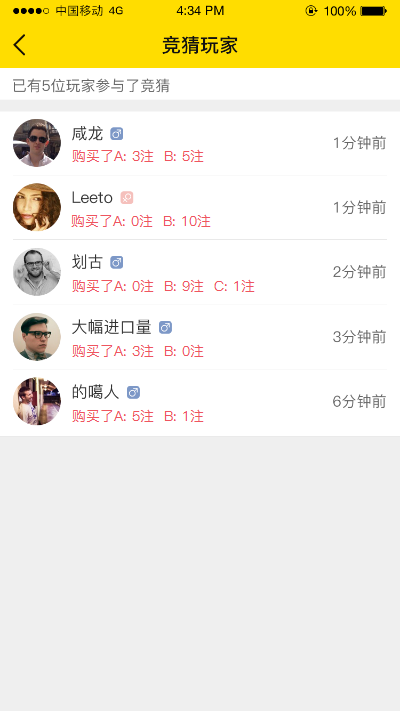 中国移动 4G 4:34 PM 100%
竞猜玩家
已有5位玩家参与了竞猜
咸龙
1分钟前
购买了A: 3注 B: 5注
Leeto
1分钟前
购买了A: 0注 B: 10注
划古
2分钟前
购买了A: 0注 B: 9注 C: 1注
大幅进口量
3分钟前
购买了A: 3注 B: 0注
的噶人
6分钟前
购买了A: 5注 B: 1注